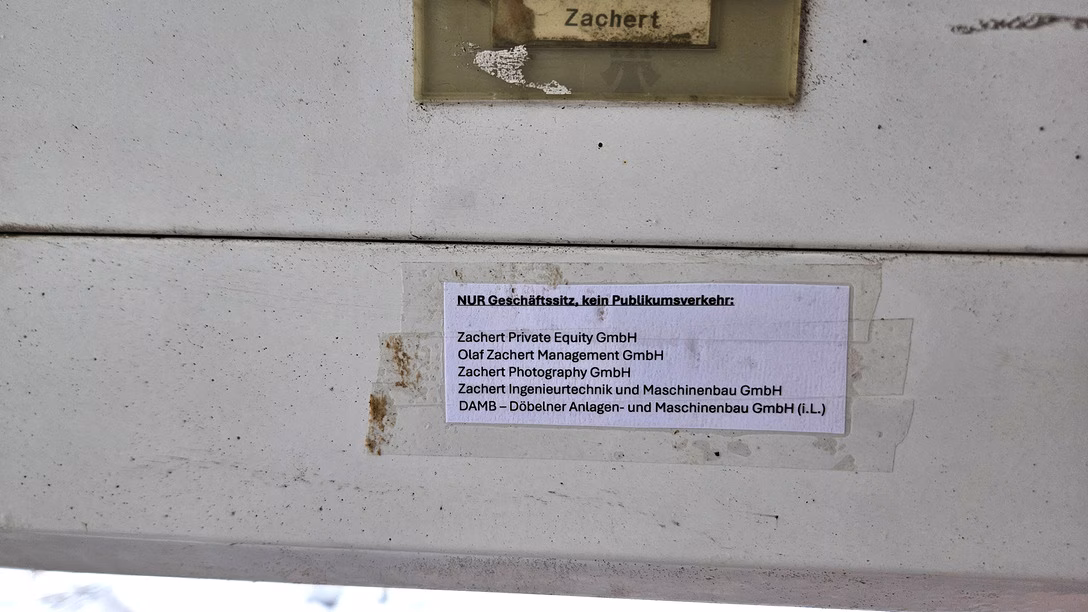 Zachert
NUR Geschäftssitz, kein Publikumsverkehr:
Zachert Private Equity GmbH
Olaf Zachert Management GmbH
Zachert Photography GmbH
Zachert Ingenieurtechnik und Maschinenbau GmbH
DAMB – Döbelner Anlagen- und Maschinenbau GmbH (i.L.)